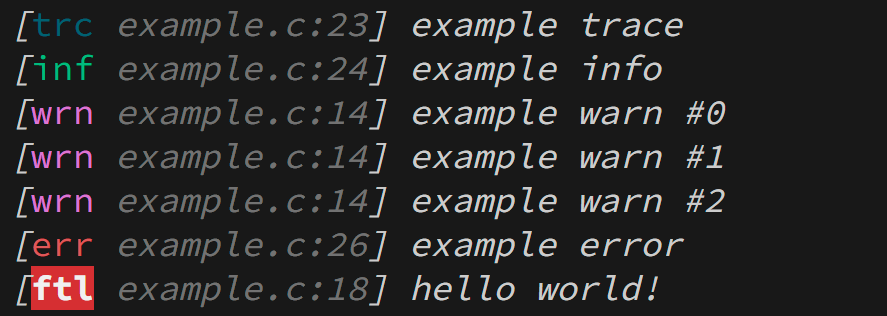 [trc example.c:23] example trace
[inf example.c:24] example info
[wrn example.c:14] example warn #0
[wrn example.c:14] example warn #1
[wrn example.c:14] example warn #2
[err example.c:26] example error
[ftl example.c:18] hello world!